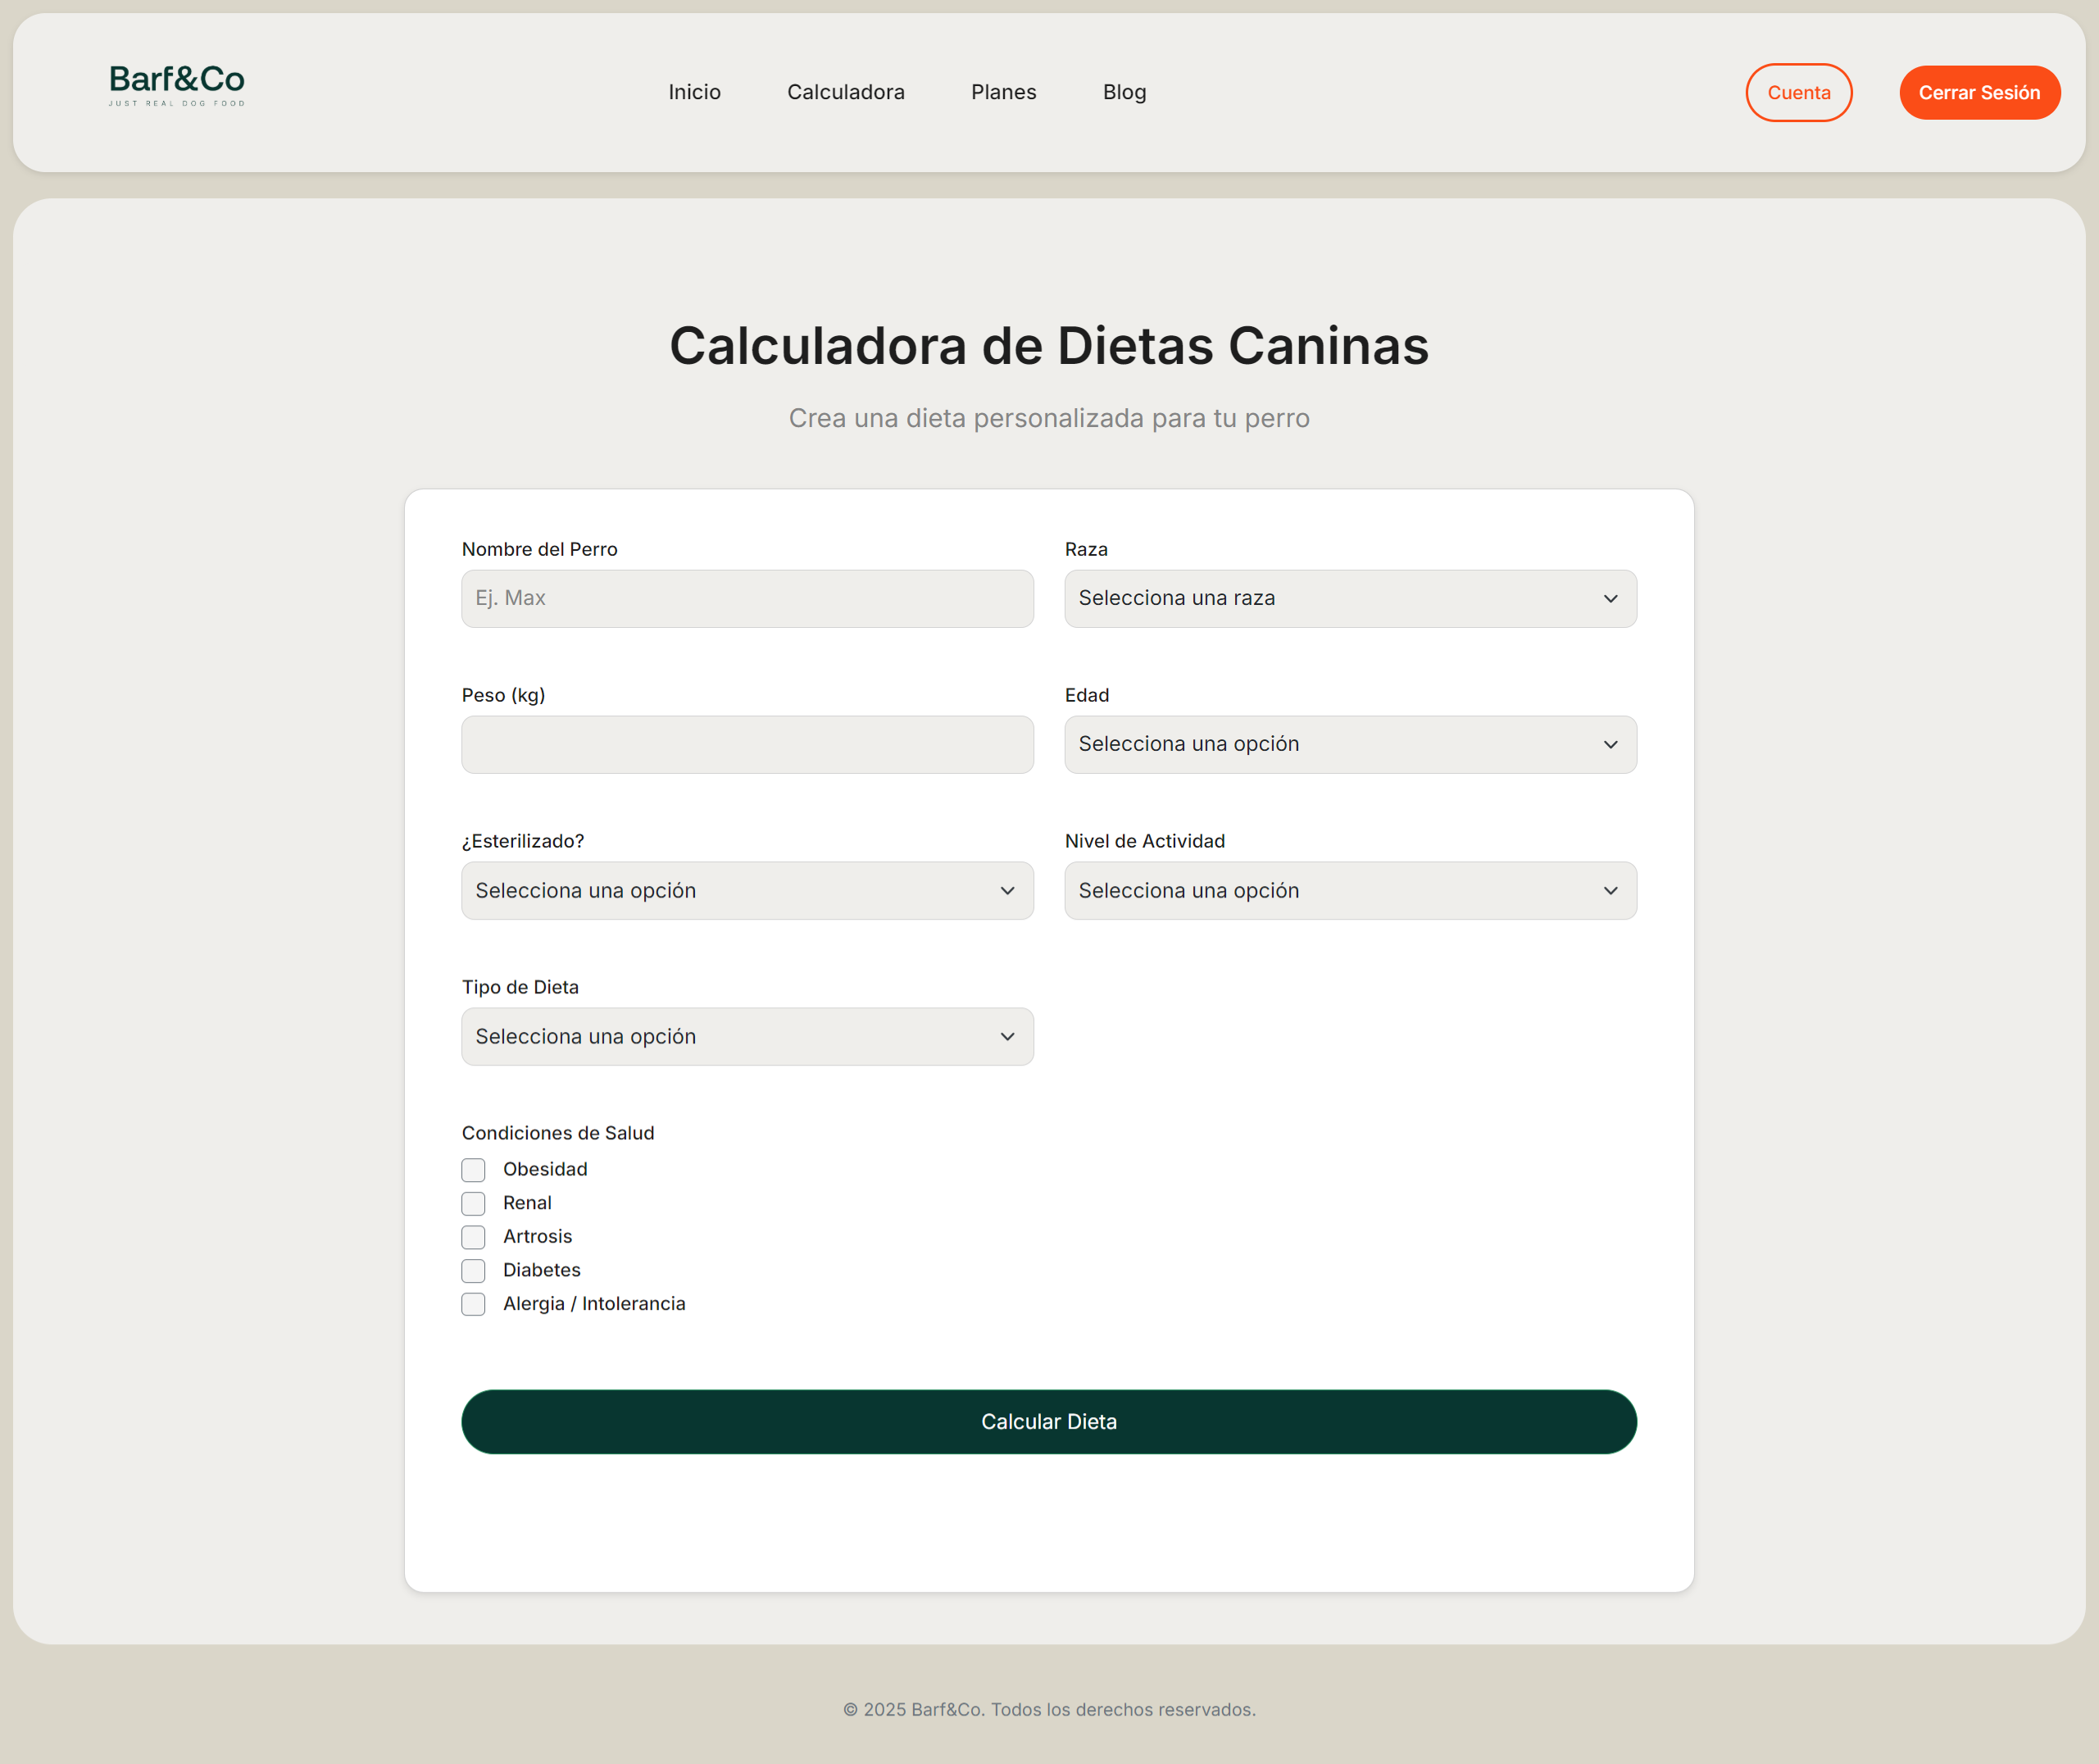 Barf&Co
JUST REAL DOG FOOD
Inicio Calculadora Planes Blog
Cuenta Cerrar Sesión
Calculadora de Dietas Caninas
Crea una dieta personalizada para tu perro
Nombre del Perro
Ej. Max
Raza
Selecciona una raza
Peso (kg)
Edad
Selecciona una opción
¿Esterilizado?
Selecciona una opción
Nivel de Actividad
Selecciona una opción
Tipo de Dieta
Selecciona una opción
Condiciones de Salud
Obesidad
Renal
Artrosis
Diabetes
Alergia / Intolerancia
Calcular Dieta
© 2025 Barf&Co. Todos los derechos reservados.